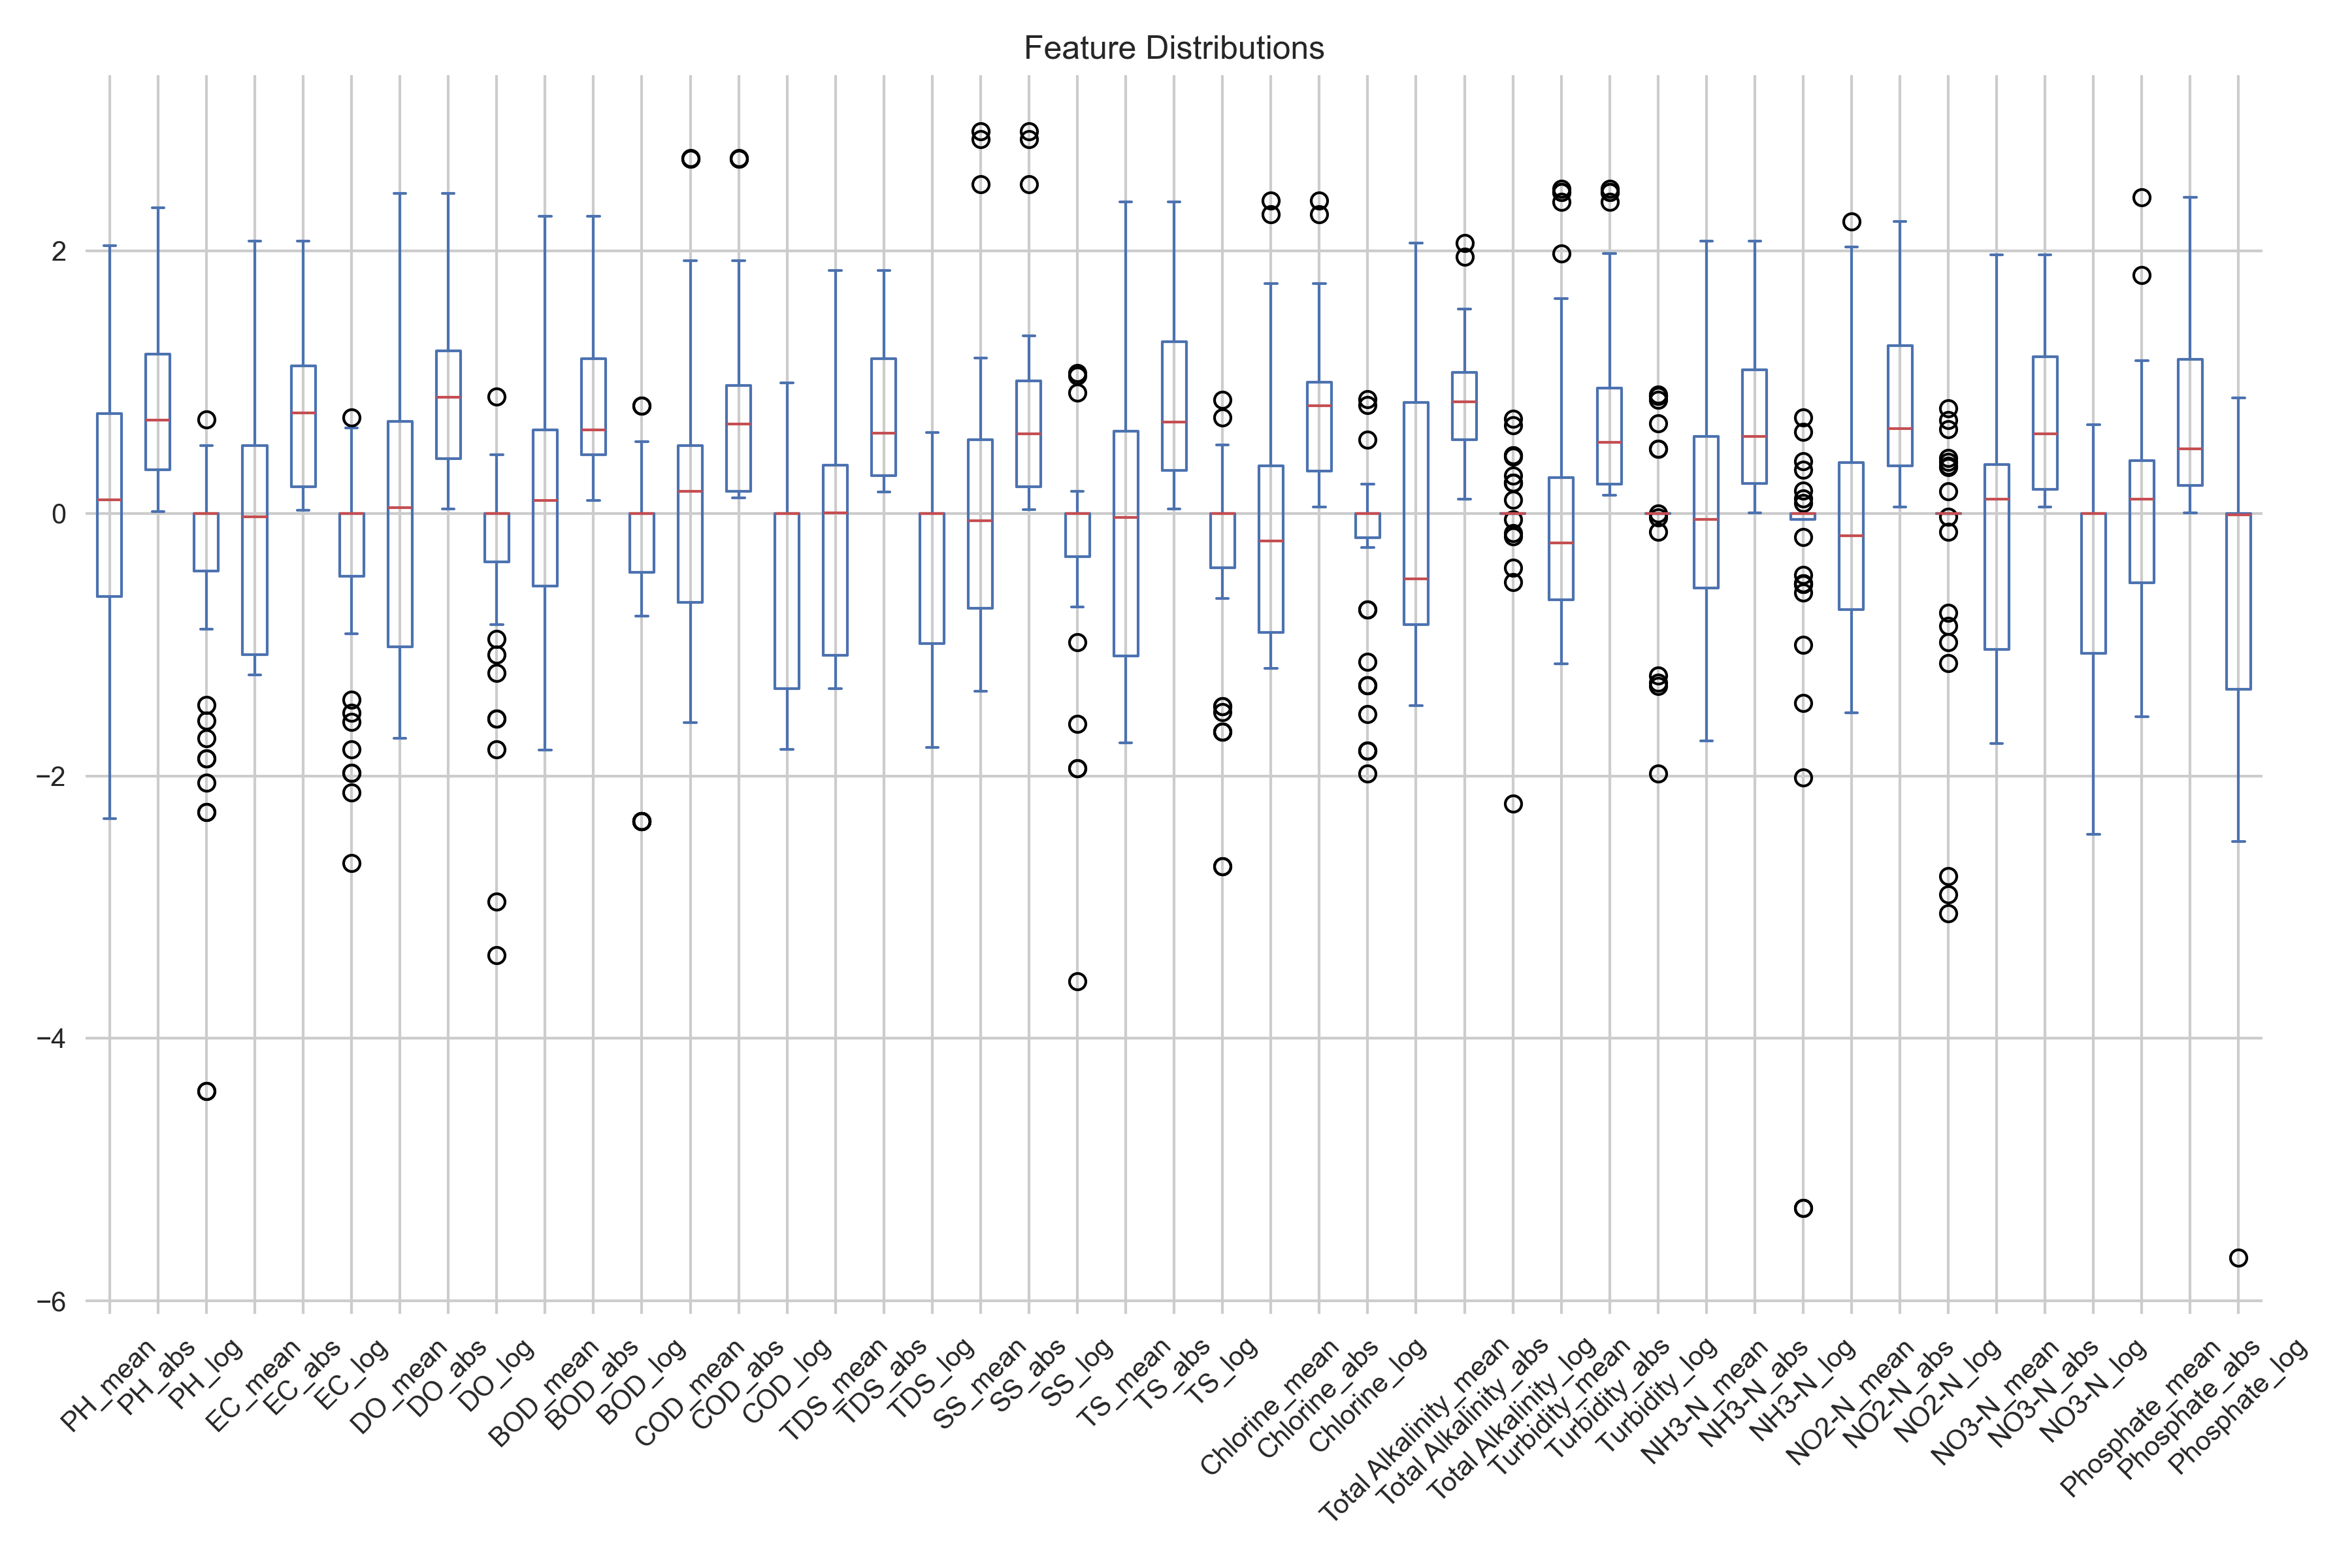 Feature Distributions
2
0
−2
−4
−6
PH_mean
PH_abs
PH_log
EC_mean
EC_abs
EC_log
DO_mean
DO_abs
DO_log
BOD_mean
BOD_abs
BOD_log
COD_mean
COD_abs
COD_log
TDS_mean
TDS_abs
TDS_log
SS_mean
SS_abs
SS_log
TS_mean
TS_abs
TS_log
Chlorine_mean
Chlorine_abs
Chlorine_log
Total Alkalinity_mean
Total Alkalinity_abs
Total Alkalinity_log
Turbidity_mean
Turbidity_abs
Turbidity_log
NH3-N_mean
NH3-N_abs
NH3-N_log
NO2-N_mean
NO2-N_abs
NO2-N_log
NO3-N_mean
NO3-N_abs
NO3-N_log
Phosphate_mean
Phosphate_abs
Phosphate_log